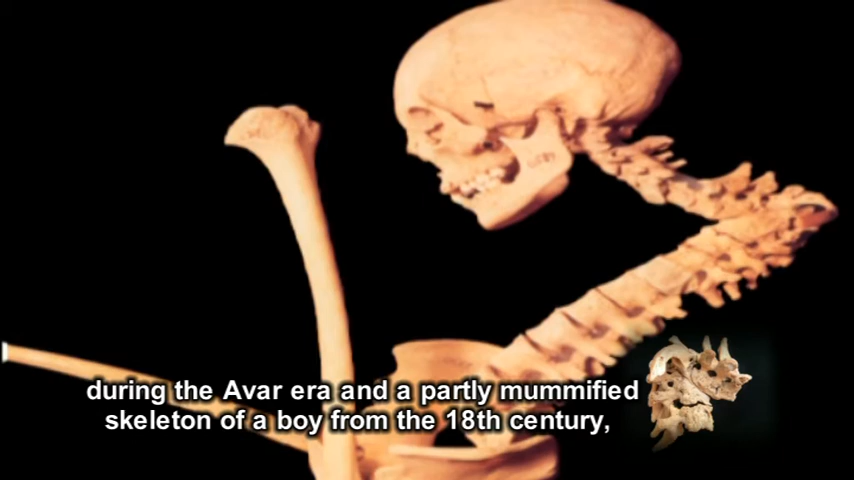 during the Avar era and a partly mummified
skeleton of a boy from the 18th century,